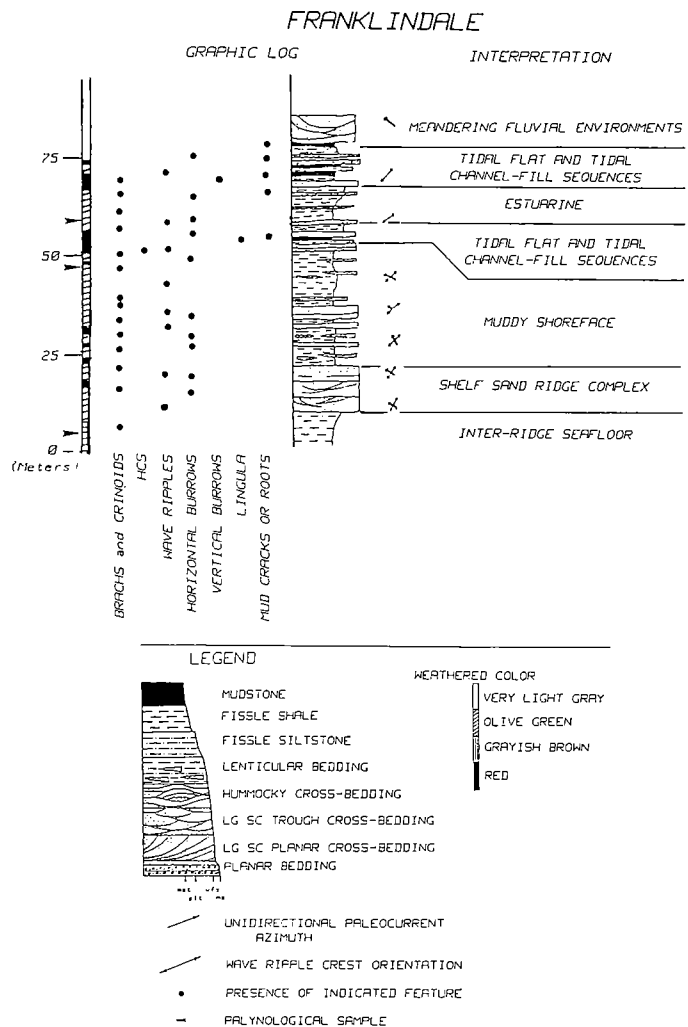 FRANKLINDALE
GRAPHIC LOG
INTERPRETATION
MEANDERING FLUVIAL ENVIRONMENTS
75
TIDAL FLAT AND TIDAL
CHANNEL-FILL SEQUENCES
ESTUARINE
50
TIDAL FLAT AND TIDAL
CHANNEL-FILL SEQUENCES
MUDDY SHOREFACE
25
SHELF SAND RIDGE COMPLEX
INTER-RIDGE SEAFLOOR
0
(Meters)
BRACHS and CRINOIDS
HCS
WAVE RIPPLES
HORIZONTAL BURROWS
VERTICAL BURROWS
LINGULA
MUD CRACKS OR ROOTS
LEGEND
MUDSTONE
FISSLE SHALE
FISSLE SILTSTONE
LENTICULAR BEDDING
HUMMOCKY CROSS-BEDDING
LG SC TROUGH CROSS-BEDDING
LG SC PLANAR CROSS-BEDDING
PLANAR BEDDING
WEATHERED COLOR
VERY LIGHT GRAY
OLIVE GREEN
GRAYISH BROWN
RED
UNIDIRECTIONAL PALEOCURRENT
AZIMUTH
WAVE RIPPLE CREST ORIENTATION
PRESENCE OF INDICATED FEATURE
PALYNOLOGICAL SAMPLE